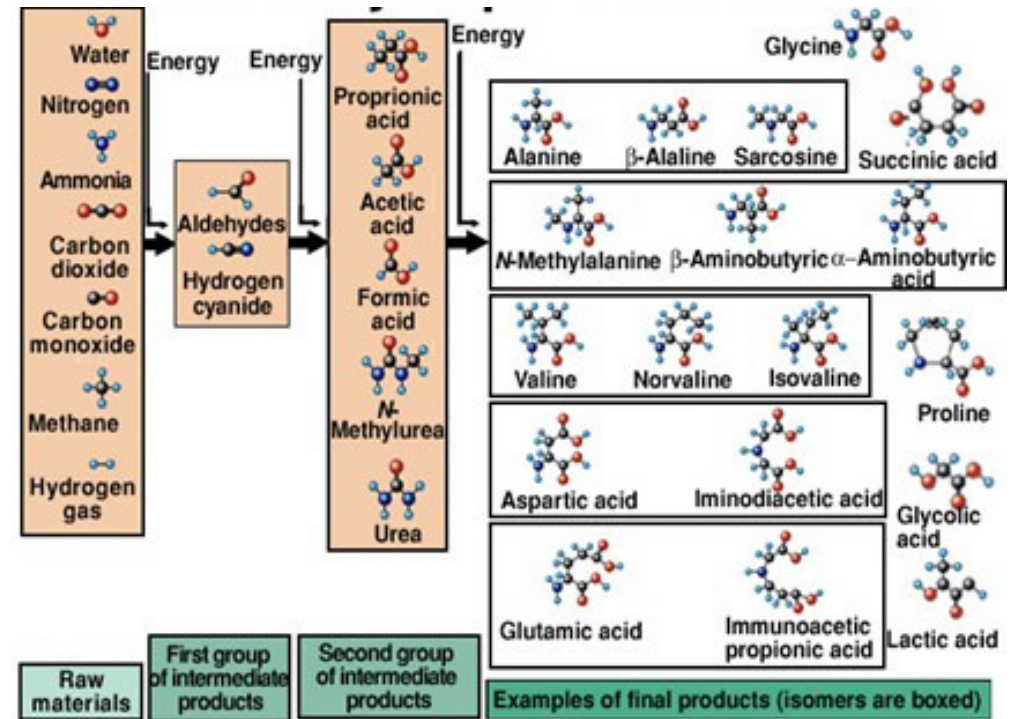 Water
Nitrogen
Ammonia
Carbon
dioxide
Carbon
monoxide
Methane
Hydrogen
gas
Energy
Aldehydes
Hydrogen
cyanide
Energy
Proprionic
acid
Acetic
acid
Formic
acid
N-
Methylurea
Urea
Energy
Glycine
Alanine
β-Alaline
Sarcosine
Succinic acid
N-Methylalanine
β-Aminobutyric
α-Aminobutyric
acid
Valine
Norvaline
Isovaline
Proline
Aspartic acid
Iminodiacetic acid
Glycolic
acid
Glutamic acid
Immunoacetic
propionic acid
Lactic acid
Raw
materials
First group
of intermediate
products
Second group
of intermediate
products
Examples of final products (isomers are boxed)